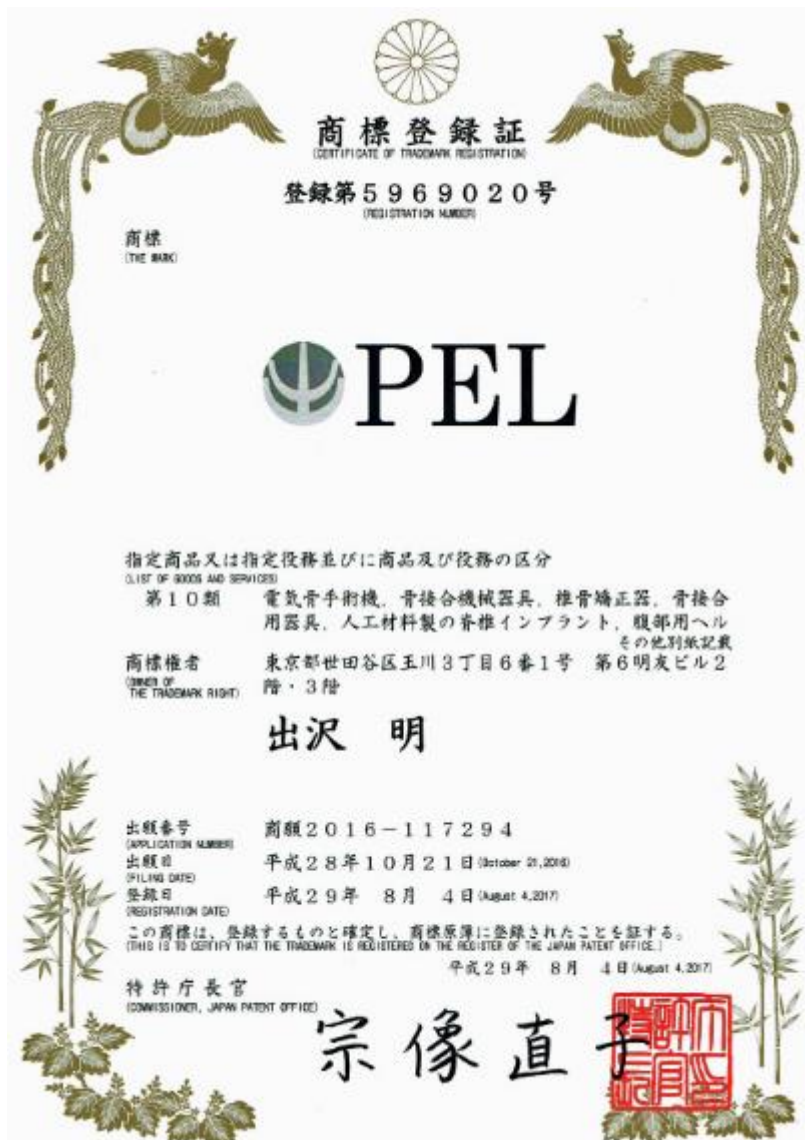 商標登録証
(CERTIFICATE OF TRADEMARK REGISTRATION)
登録第5969020号
(REGISTRATION NUMBER)
商標
(THE MARK)
PEL
指定商品又は指定役務並びに商品及び役務の区分
(LIST OF GOODS AND SERVICES)
第10類 電気骨手術機，骨接合機械器具，椎骨矯正器，骨接合
用器具，人工材料製の脊椎インプラント，腹部用ヘル
その他別紙記載
商標権者 東京都世田谷区玉川3丁目6番1号 第6明友ビル2
(OWNER OF
THE TRADEMARK RIGHT) 階・3階
出沢 明
出願番号 商願2016-117294
(APPLICATION NUMBER)
出願日 平成28年10月21日(October 21,2016)
(FILING DATE)
登録日 平成29年 8月 4日(August 4,2017)
(REGISTRATION DATE)
この商標は、登録するものと確定し、商標原簿に登録されたことを証する。
(THIS IS TO CERTIFY THAT THE TRADEMARK IS REGISTERED ON THE REGISTER OF THE JAPAN PATENT OFFICE.)
平成29年 8月 4日(August 4,2017)
特許庁長官
(COMMISSIONER, JAPAN PATENT OFFICE)
宗像直子